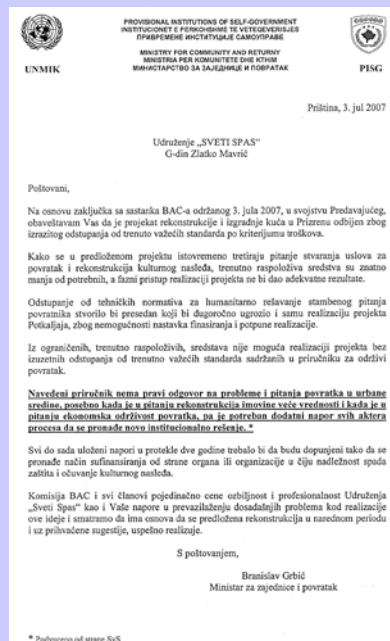 PROVISIONAL INSTITUTIONS OF SELF-GOVERNMENT
INSTITUCIONET E PERKOHSHME TE VETEQEVERISJES
ПРИВРЕМЕНЕ ИНСТИТУЦИЈЕ САМОУПРАВЕ
MINISTRY FOR COMMUNITY AND RETURNY
MINISTRIA PER KOMUNITETE DHE KTHIM
МИНИСТАРСТВО ЗА ЗАЈЕДНИЦЕ И ПОВРАТАК
UNMIK
PISG
Priština, 3. jul 2007
Udruženje „SVETI SPAS"
G-din Zlatko Mavrić
Poštovani,
Na osnovu zaključka sa sastanka BAC-a održanog 3. jula 2007, u svojstvu Predavajućeg,
obaveštavam Vas da je projekat rekonstrukcije i izgradnje kuća u Prizrenu odbijen zbog
izrazitog odstupanja od trenuto važećih standarda po kriterijumu troškova.
Kako se u predloženom projektu istovremeno tretiraju pitanje stvaranja uslova za
povratak i rekonstrukcija kulturnog nasleđa, trenutno raspoloživa sredstva su znatno
manja od potrebnih, a fazni pristup realizaciji projekta ne bi dao adekvatne rezultate.
Odstupanje od tehničkih normativa za humanitarno rešavanje stambenog pitanja
povratnika stvorilo bi presedan koji bi dugoročno ugrozio i samu realizaciju projekta
Potkaljaja, zbog nemogućnosti nastavka finasiranja i potpune realizacije.
Iz ograničenih, trenutno raspoloživih, sredstava nije moguća realizaciji projekta bez
izuzetnih odstupanja od trenutno važećih standarda sadržanih u priručniku za održivi
povratak.
Navedeni priručnik nema pravi odgovor na probleme i pitanja povratka u urbane
sredine, posebno kada je u pitanju rekonstrukcija imovine veće vrednosti i kada je u
pitanju ekonomska održivost povratka, pa je potreban dodatni napor svih aktera
procesa da se pronađe novo institucionalno rešenje. *
Svi do sada uloženi napori u protekle dve godine trebalo bi da budu dopunjeni tako da se
pronađe način sufinansiranja od strane organa ili organizacije u čiju nadležnost spada
zaštita i očuvanje kulturnog nasleđa.
Komisija BAC i svi članovi pojedinačno cene ozbiljnost i profesionalnost Udruženja
„Sveti Spas" kao i Vaše napore u prevazilaženju dosadašnjih problema kod realizacije
ove ideje i smatramo da ima osnova da se predložena rekonstrukcija u narednom periodu
i uz prihvaćene sugestije, uspešno realizuje.
S poštovanjem,
Branislav Grbić
Ministar za zajednice i povratak
* Podvuceno od strane SvS